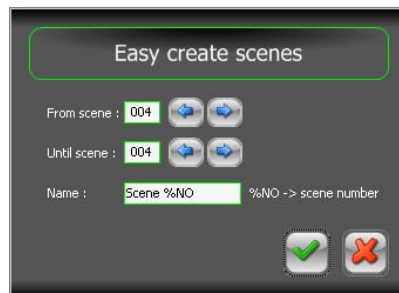 Easy create scenes
From scene : 004
Until scene : 004
Name : Scene %NO %NO -> scene number